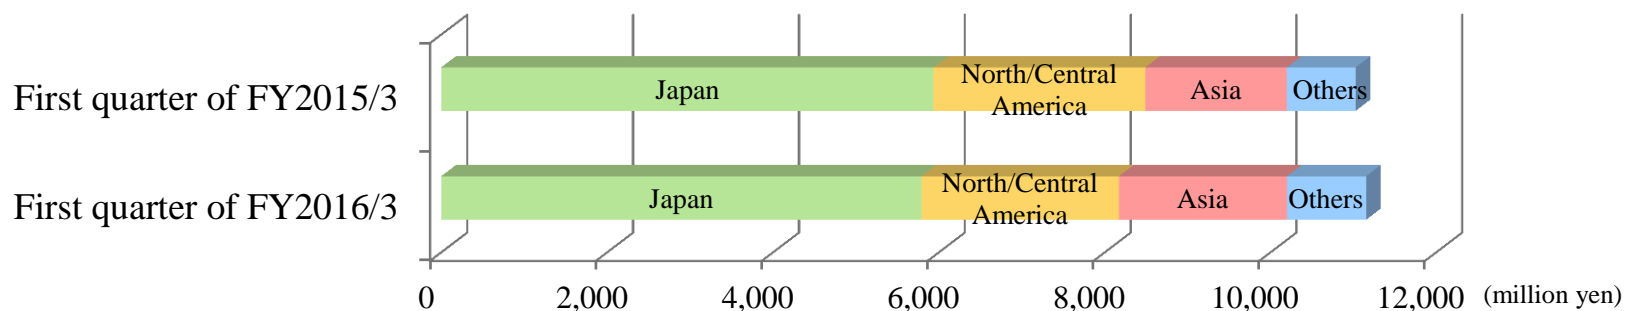 First quarter of FY2015/3
Japan
North/Central
America
Asia
Others
First quarter of FY2016/3
Japan
North/Central
America
Asia
Others
0
2,000
4,000
6,000
8,000
10,000
12,000
(million yen)